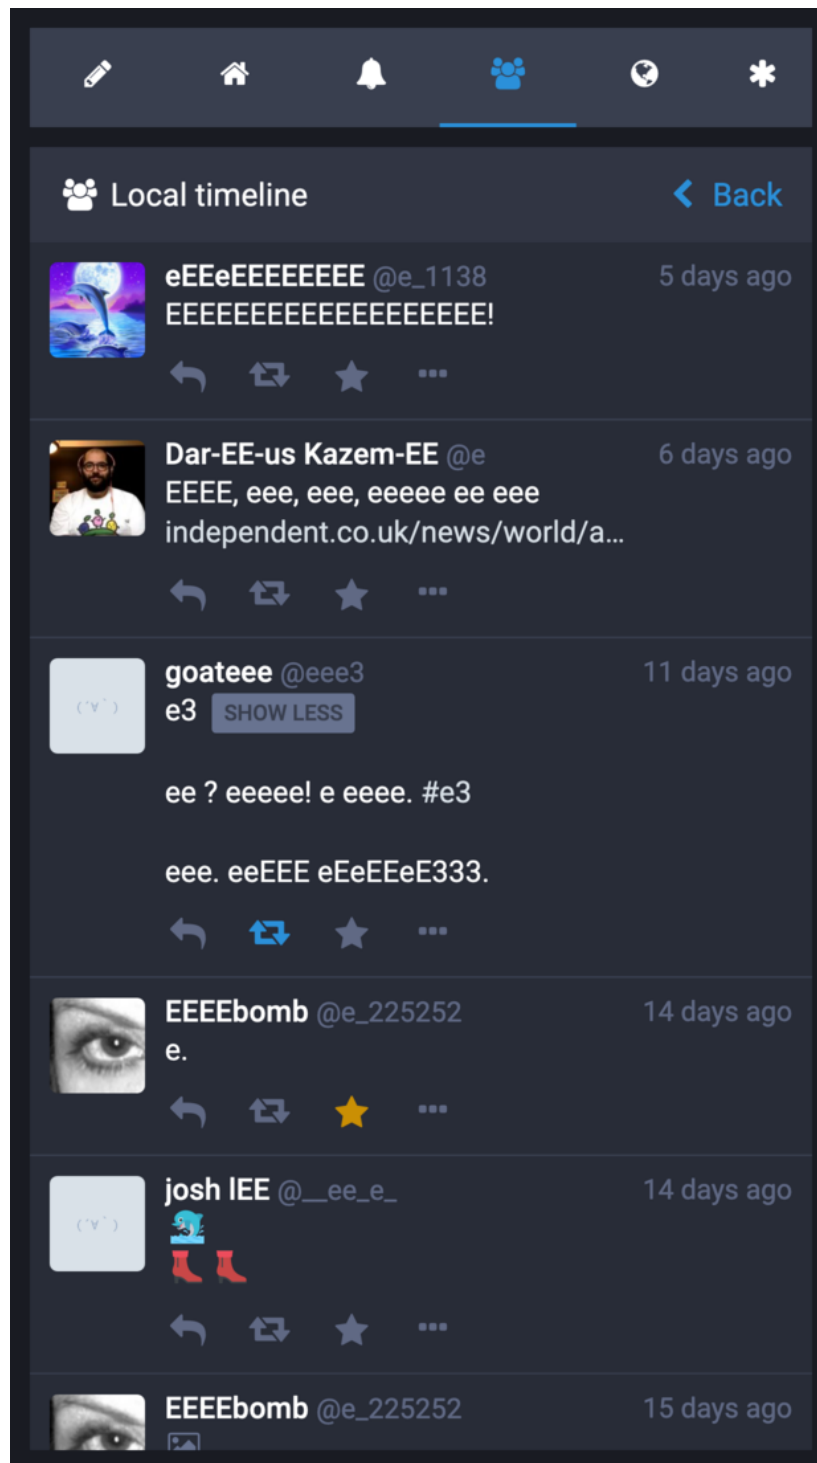 Local timeline
Back
eEEeEEEEEEEE @e_1138 5 days ago
EEEEEEEEEEEEEEEEEEE!
Dar-EE-us Kazem-EE @e 6 days ago
EEEE, eee, eee, eeeee ee eee
independent.co.uk/news/world/a...
goateee @eee3 11 days ago
e3 SHOW LESS
ee ? eeeee! e eeee. #e3
eee. eeEEE eEeEEeE333.
EEEEbomb @e_225252 14 days ago
e.
josh lEE @__ee_e_ 14 days ago
EEEEbomb @e_225252 15 days ago